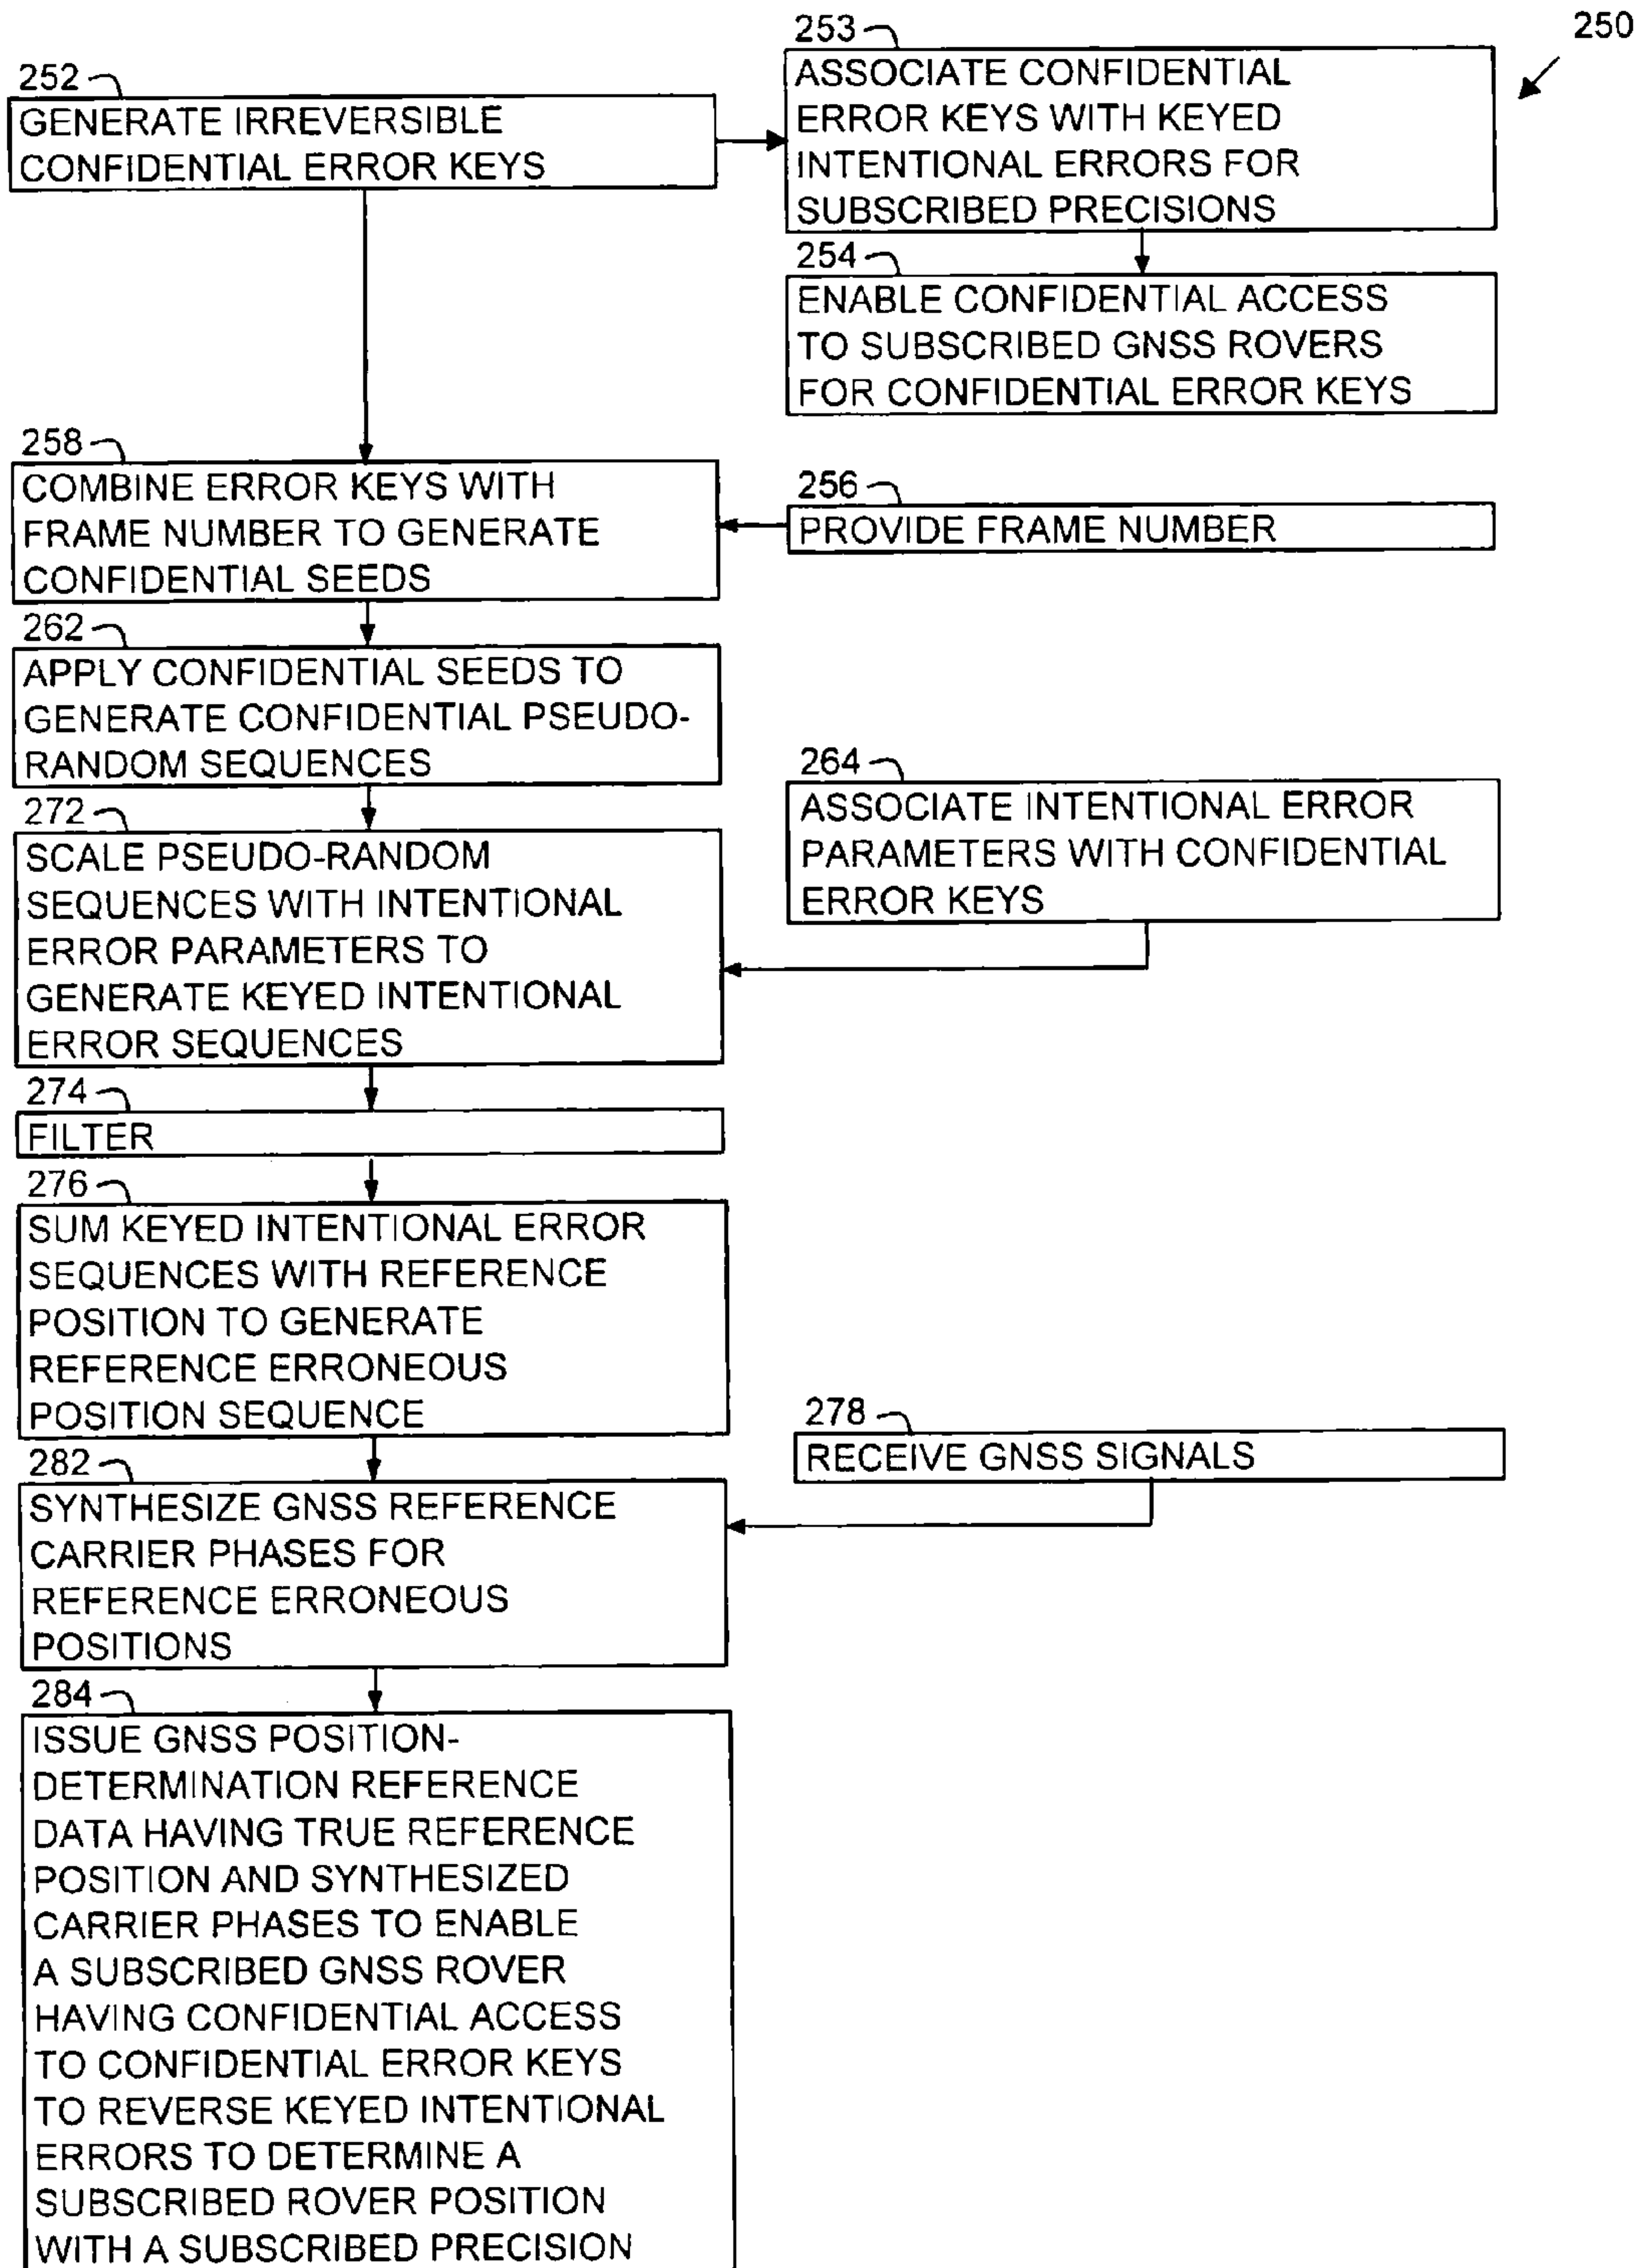 250
252
GENERATE IRREVERSIBLE
CONFIDENTIAL ERROR KEYS
253
ASSOCIATE CONFIDENTIAL
ERROR KEYS WITH KEYED
INTENTIONAL ERRORS FOR
SUBSCRIBED PRECISIONS
254
ENABLE CONFIDENTIAL ACCESS
TO SUBSCRIBED GNSS ROVERS
FOR CONFIDENTIAL ERROR KEYS
258
COMBINE ERROR KEYS WITH
FRAME NUMBER TO GENERATE
CONFIDENTIAL SEEDS
256
PROVIDE FRAME NUMBER
262
APPLY CONFIDENTIAL SEEDS TO
GENERATE CONFIDENTIAL PSEUDO-
RANDOM SEQUENCES
264
ASSOCIATE INTENTIONAL ERROR
PARAMETERS WITH CONFIDENTIAL
ERROR KEYS
272
SCALE PSEUDO-RANDOM
SEQUENCES WITH INTENTIONAL
ERROR PARAMETERS TO
GENERATE KEYED INTENTIONAL
ERROR SEQUENCES
274
FILTER
276
SUM KEYED INTENTIONAL ERROR
SEQUENCES WITH REFERENCE
POSITION TO GENERATE
REFERENCE ERRONEOUS
POSITION SEQUENCE
278
RECEIVE GNSS SIGNALS
282
SYNTHESIZE GNSS REFERENCE
CARRIER PHASES FOR
REFERENCE ERRONEOUS
POSITIONS
284
ISSUE GNSS POSITION-
DETERMINATION REFERENCE
DATA HAVING TRUE REFERENCE
POSITION AND SYNTHESIZED
CARRIER PHASES TO ENABLE
A SUBSCRIBED GNSS ROVER
HAVING CONFIDENTIAL ACCESS
TO CONFIDENTIAL ERROR KEYS
TO REVERSE KEYED INTENTIONAL
ERRORS TO DETERMINE A
SUBSCRIBED ROVER POSITION
WITH A SUBSCRIBED PRECISION